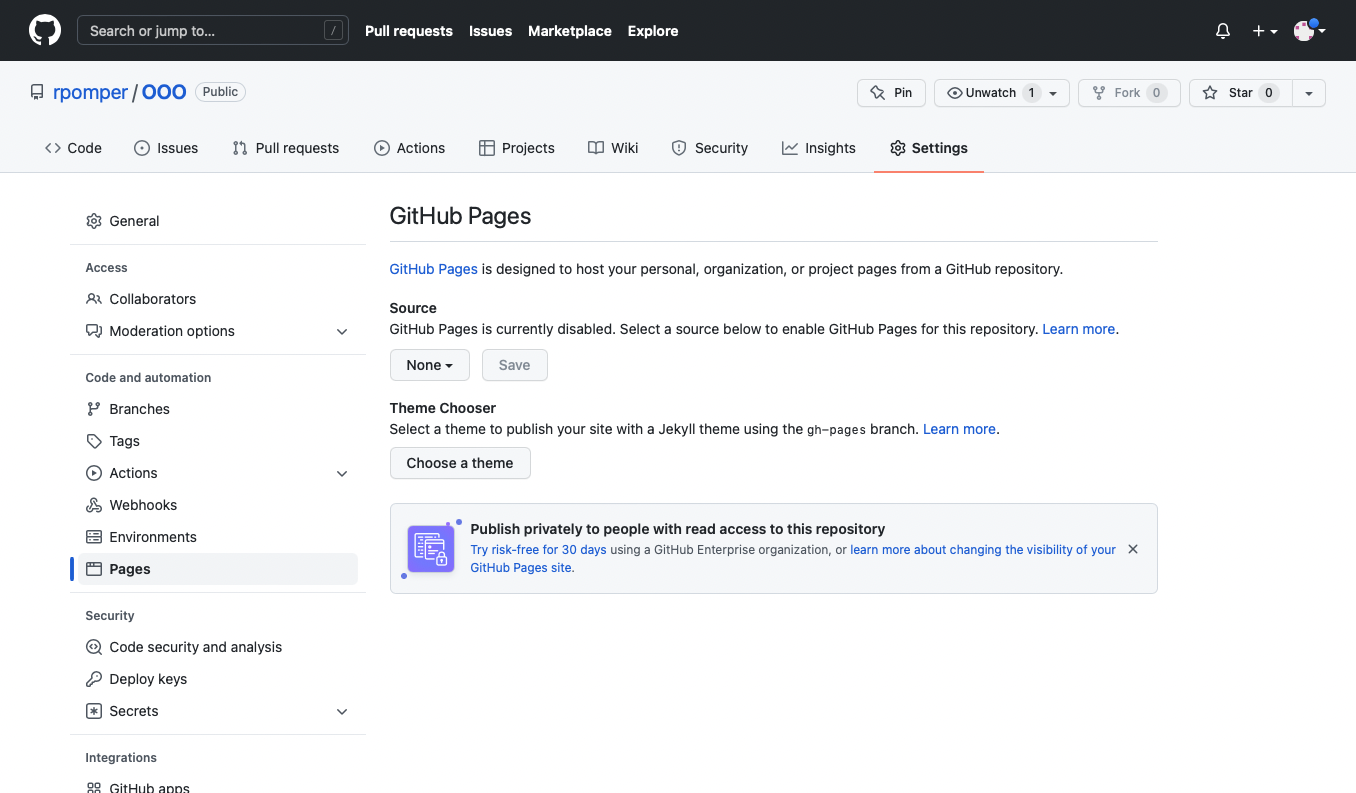 Search or jump to… /
Pull requests Issues Marketplace Explore
rpomper / OOO Public
Pin Unwatch 1 Fork 0 Star 0
Code Issues Pull requests Actions Projects Wiki Security Insights Settings
General
Access
Collaborators
Moderation options
Code and automation
Branches
Tags
Actions
Webhooks
Environments
Pages
Security
Code security and analysis
Deploy keys
Secrets
Integrations
GitHub apps
GitHub Pages
GitHub Pages is designed to host your personal, organization, or project pages from a GitHub repository.
Source
GitHub Pages is currently disabled. Select a source below to enable GitHub Pages for this repository. Learn more.
None Save
Theme Chooser
Select a theme to publish your site with a Jekyll theme using the gh-pages branch. Learn more.
Choose a theme
Publish privately to people with read access to this repository
Try risk-free for 30 days using a GitHub Enterprise organization, or learn more about changing the visibility of your
GitHub Pages site.